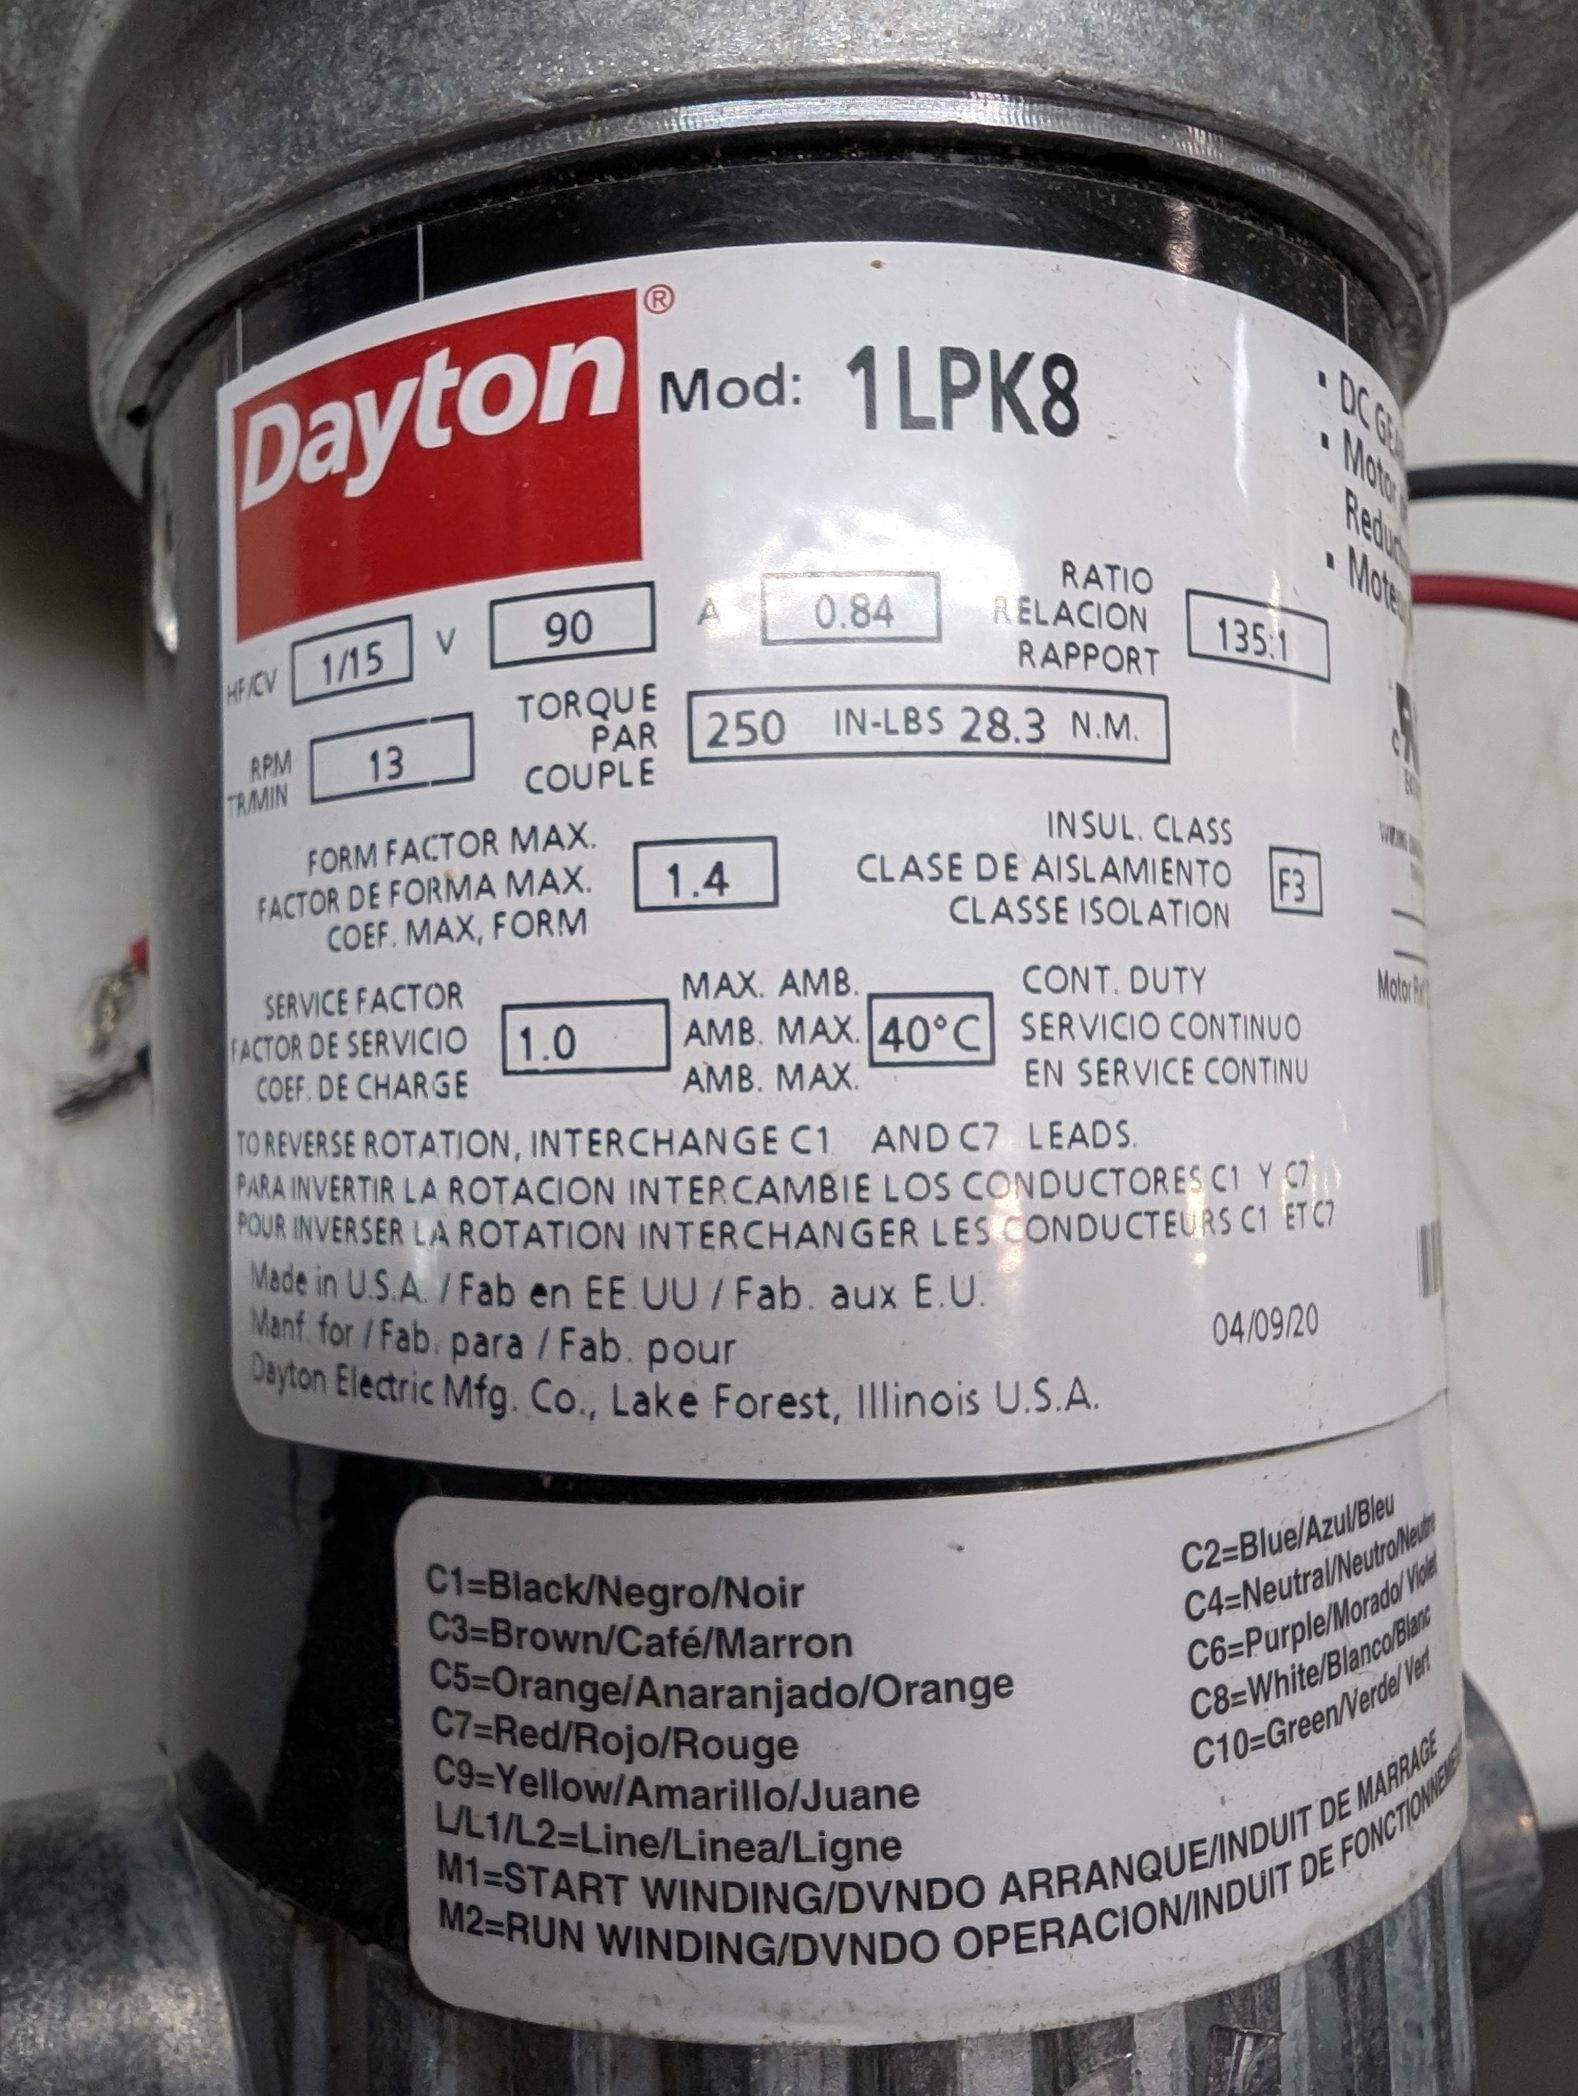 Dayton®
Mod: 1LPK8
HP/CV 1/15 V 90 A 0.84
RATIO
RELACION
RAPPORT
135:1
RPM
TR/MIN
13
TORQUE
PAR
COUPLE
250 IN-LBS 28.3 N.M.
FORM FACTOR MAX.
FACTOR DE FORMA MAX.
COEF. MAX, FORM
1.4
INSUL. CLASS
CLASE DE AISLAMIENTO
CLASSE ISOLATION
F3
SERVICE FACTOR
FACTOR DE SERVICIO
COEF. DE CHARGE
1.0
MAX. AMB.
AMB. MAX.
AMB. MAX.
40°C
CONT. DUTY
SERVICIO CONTINUO
EN SERVICE CONTINU
TO REVERSE ROTATION, INTERCHANGE C1 AND C7 LEADS.
PARA INVERTIR LA ROTACION INTERCAMBIE LOS CONDUCTORES C1 Y C7
POUR INVERSER LA ROTATION INTERCHANGER LES CONDUCTEURS C1 ET C7
Made in U.S.A. / Fab en EE.UU / Fab. aux E.U.
Manf. for / Fab. para / Fab. pour
Dayton Electric Mfg. Co., Lake Forest, Illinois U.S.A.
04/09/20
• DC
• Motor
•
Motor
C1=Black/Negro/Noir
C3=Brown/Café/Marron
C5=Orange/Anaranjado/Orange
C7=Red/Rojo/Rouge
C9=Yellow/Amarillo/Juane
L/L1/L2=Line/Linea/Ligne
C2=Blue/Azul/Bleu
C4=Neutral/Neutro/Neutre
C6=Purple/Morado/Violet
C8=White/Blanco/Blanc
C10=Green/Verde/Vert
M1=START WINDING/DVNDO ARRANQUE/INDUIT DE MARRAGE
M2=RUN WINDING/DVNDO OPERACION/INDUIT DE